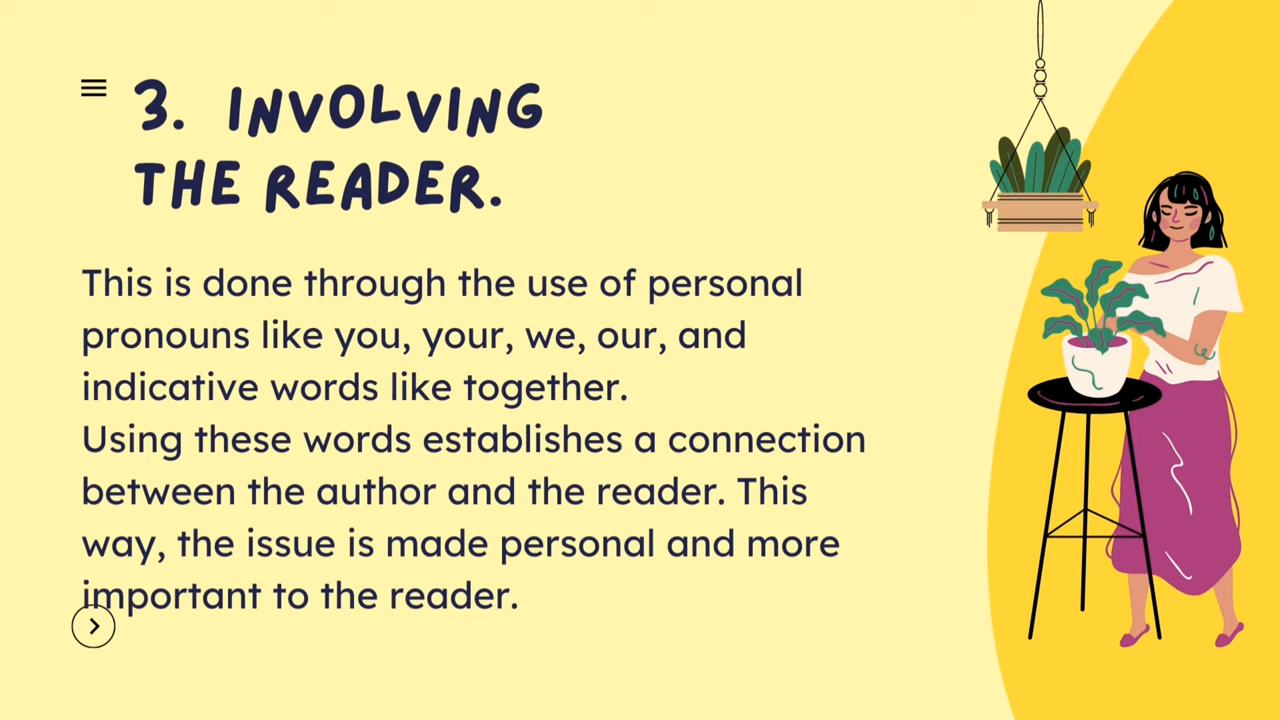 3. INVOLVING
THE READER.
This is done through the use of personal
pronouns like you, your, we, our, and
indicative words like together.
Using these words establishes a connection
between the author and the reader. This
way, the issue is made personal and more
important to the reader.